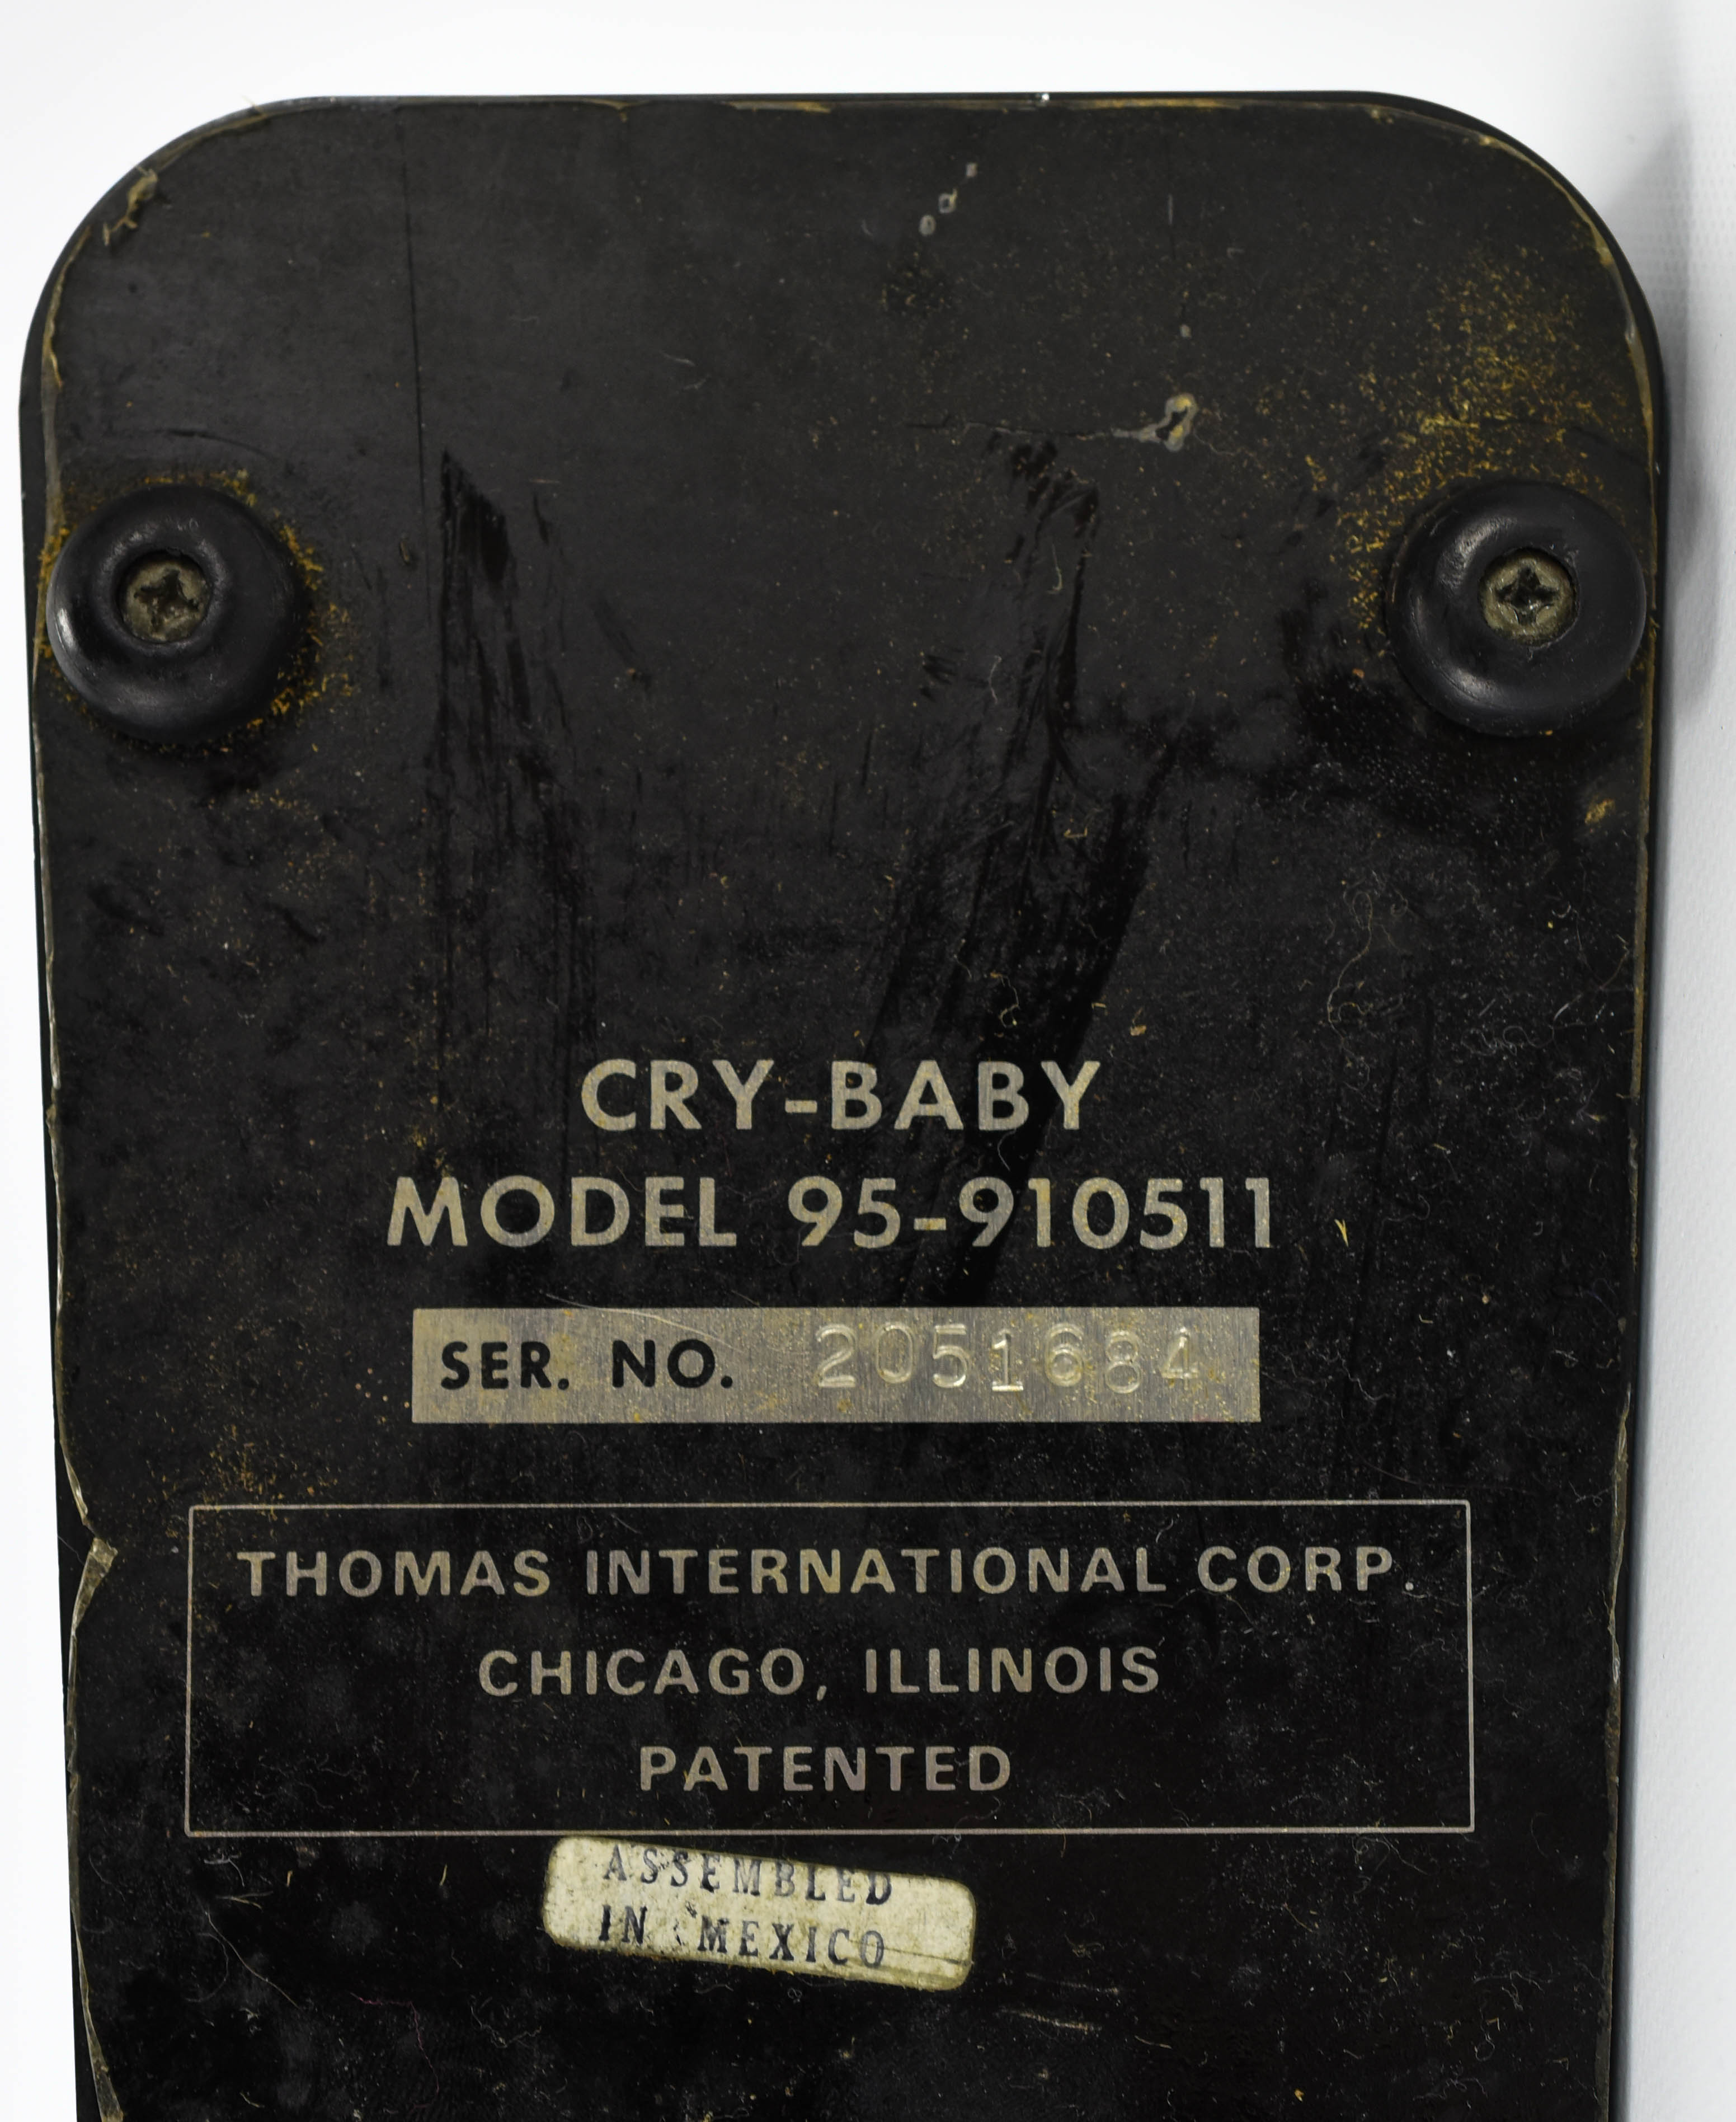 CRY-BABY
MODEL 95-910511
SER. NO. 2051684
THOMAS INTERNATIONAL CORP.
CHICAGO, ILLINOIS
PATENTED
ASSEMBLED
IN MEXICO